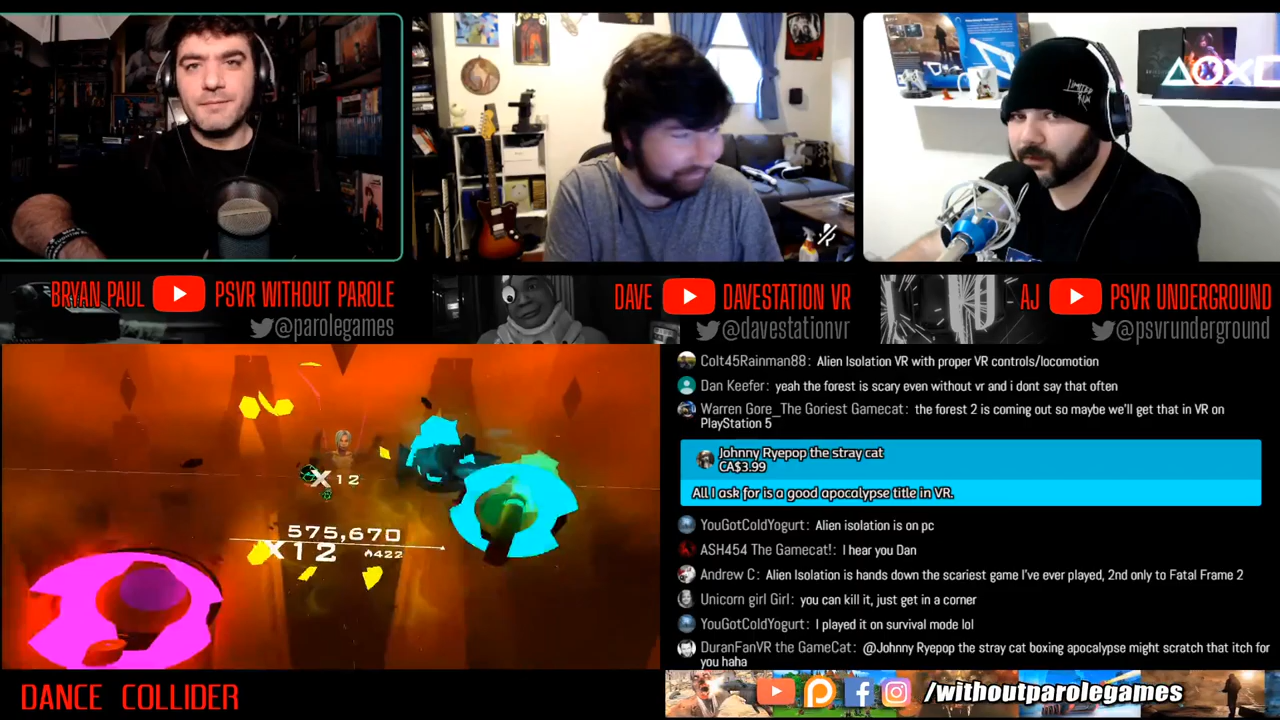 LIMITED
RUN
BRYAN PAUL
PSVR WITHOUT PAROLE
@parolegames
DAVE
DAVESTATION VR
@davestationvr
AJ
PSVR UNDERGROUND
@psvrunderground
X12
575,670
X12
422
DANCE COLLIDER
Colt45Rainman88: Alien Isolation VR with proper VR controls/locomotion
Dan Keefer: yeah the forest is scary even without vr and i dont say that often
Warren Gore_The Goriest Gamecat: the forest 2 is coming out so maybe we'll get that in VR on
PlayStation 5
Johnny Ryepop the stray cat
CA$3.99
All I ask for is a good apocalypse title in VR.
YouGotColdYogurt: Alien isolation is on pc
ASH454 The Gamecat!: I hear you Dan
Andrew C: Alien Isolation is hands down the scariest game I've ever played, 2nd only to Fatal Frame 2
Unicorn girl Girl: you can kill it, just get in a corner
YouGotColdYogurt: I played it on survival mode lol
DuranFanVR the GameCat: @Johnny Ryepop the stray cat boxing apocalypse might scratch that itch for
you haha
/withoutparolegames